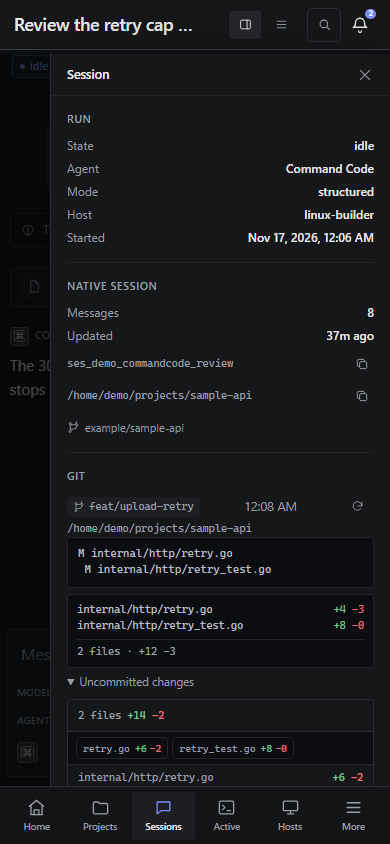 Review the retry cap ...
2
idle
Session
RUN
State idle
Agent Command Code
Mode structured
Host linux-builder
Started Nov 17, 2026, 12:06 AM
NATIVE SESSION
Messages 8
Updated 37m ago
ses_demo_commandcode_review
/home/demo/projects/sample-api
example/sample-api
GIT
feat/upload-retry 12:08 AM
/home/demo/projects/sample-api
M internal/http/retry.go
M internal/http/retry_test.go
internal/http/retry.go +4 −3
internal/http/retry_test.go +8 −0
2 files · +12 −3
▼ Uncommitted changes
2 files +14 −2
retry.go +6 −2 retry_test.go +8 −0
internal/http/retry.go +6 −2
T
CO
The 30
stops
Mes
MODEL
AGENT
Home Projects Sessions Active Hosts More